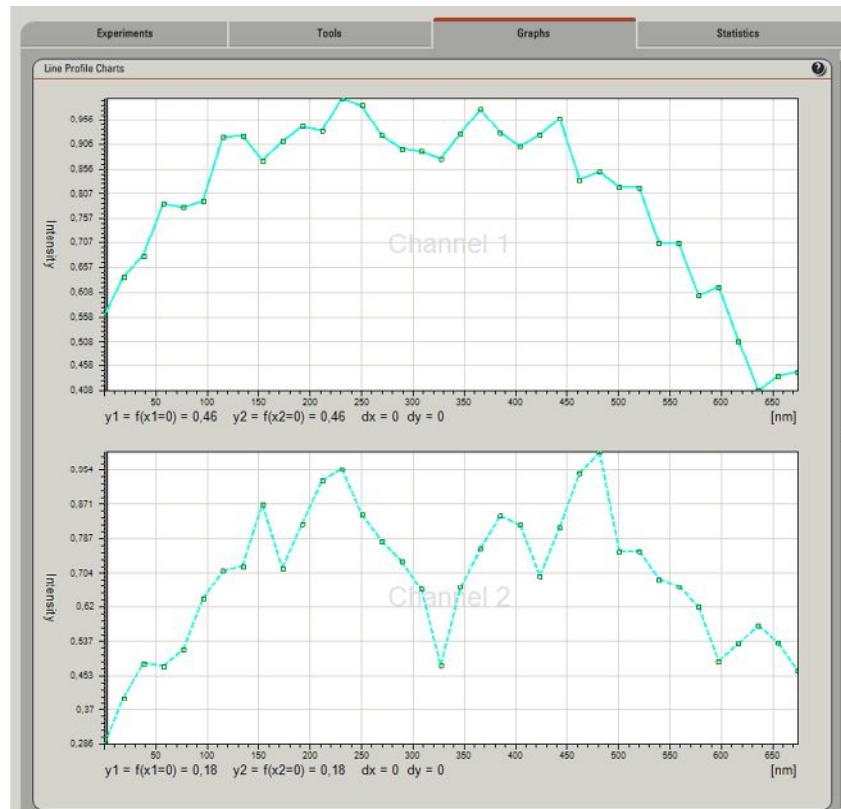 Experiments Tools Graphs Statistics
Line Profile Charts ?
0,956
0,906
0,856
0,807
0,757
0,707
0,657
0,608
0,558
0,508
0,458
0,408
Intensity
Channel 1
50 100 150 200 250 300 350 400 450 500 550 600 650
y1 = f(x1=0) = 0,46 y2 = f(x2=0) = 0,46 dx = 0 dy = 0 [nm]
0,954
0,871
0,787
0,704
0,62
0,537
0,453
0,37
0,286
Intensity
Channel 2
50 100 150 200 250 300 350 400 450 500 550 600 650
y1 = f(x1=0) = 0,18 y2 = f(x2=0) = 0,18 dx = 0 dy = 0 [nm]